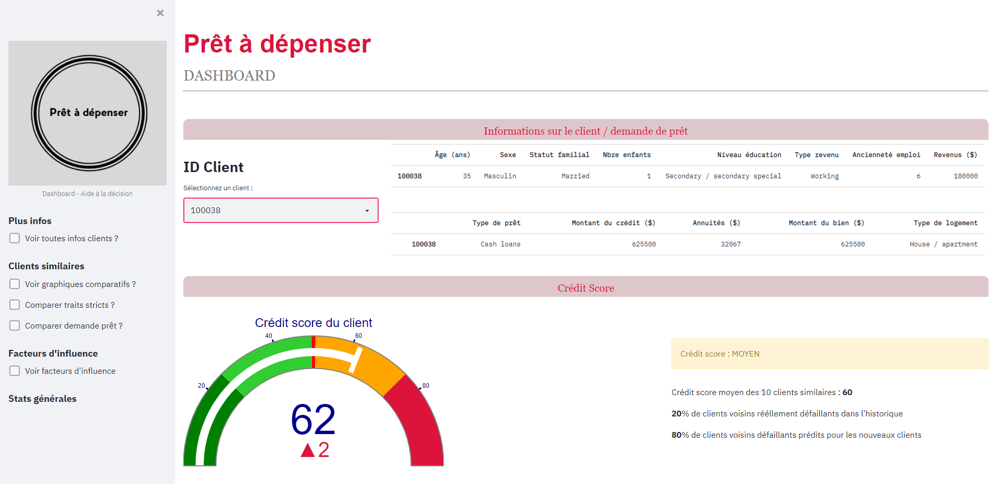 ×
Prêt à dépenser
Dashboard - Aide à la décision
Plus infos
Voir toutes infos clients ?
Clients similaires
Voir graphiques comparatifs ?
Comparer traits stricts ?
Comparer demande prêt ?
Facteurs d'influence
Voir facteurs d'influence
Stats générales
Prêt à dépenser
DASHBOARD
Informations sur le client / demande de prêt
ID Client
Sélectionnez un client :
100038
Âge (ans) Sexe Statut familial Nbre enfants Niveau éducation Type revenu Ancienneté emploi Revenus ($)
100038 35 Masculin Married 1 Secondary / secondary special Working 6 180000
Type de prêt Montant du crédit ($) Annuités ($) Montant du bien ($) Type de logement
100038 Cash loans 625500 32067 625500 House / apartment
Crédit Score
Crédit score du client
40 60
20 80
62
▲2
Crédit score : MOYEN
Crédit score moyen des 10 clients similaires : 60
20% de clients voisins réellement défaillants dans l'historique
80% de clients voisins défaillants prédits pour les nouveaux clients